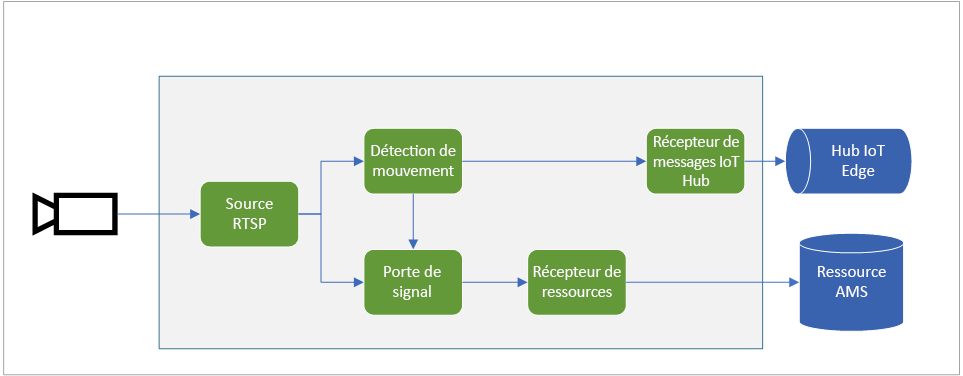 Détection de
mouvement
Récepteur de
messages IoT
Hub
Hub IoT
Edge
Source
RTSP
Porte de
signal
Récepteur de
ressources
Ressource
AMS